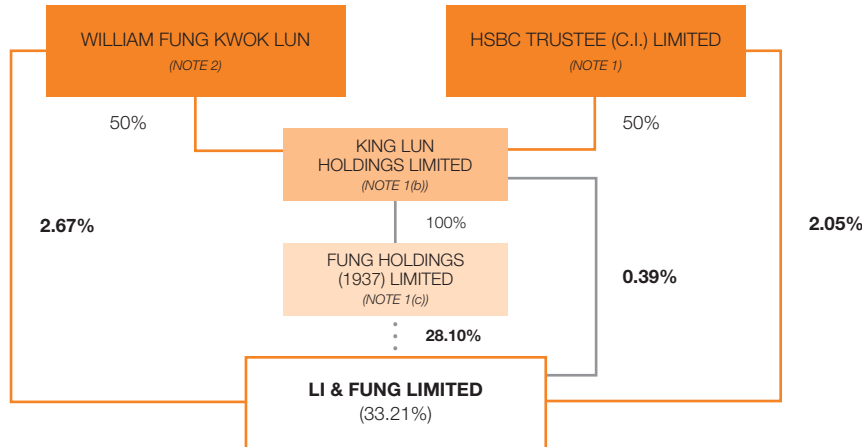 WILLIAM FUNG KWOK LUN
(NOTE 2)
HSBC TRUSTEE (C.I.) LIMITED
(NOTE 1)
50%
50%
KING LUN
HOLDINGS LIMITED
(NOTE 1(b))
2.67%
100%
2.05%
FUNG HOLDINGS
(1937) LIMITED
(NOTE 1(c))
0.39%
28.10%
LI & FUNG LIMITED
(33.21%)